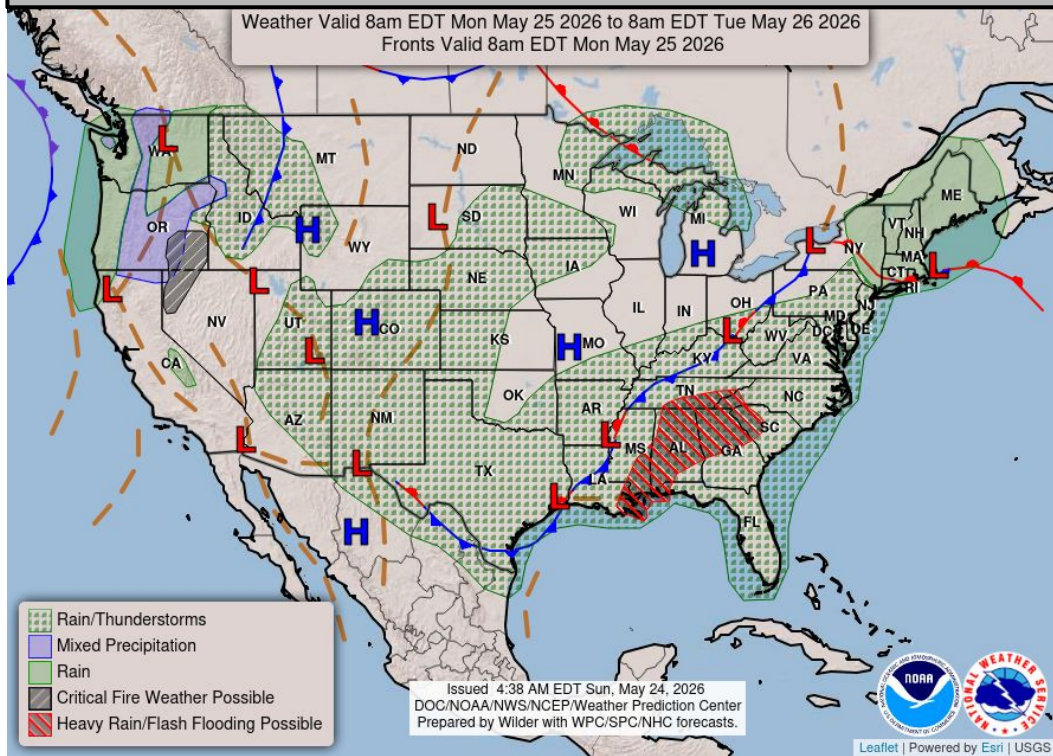 Weather Valid 8am EDT Mon May 25 2026 to 8am EDT Tue May 26 2026
Fronts Valid 8am EDT Mon May 25 2026
WA
MT
ND
MN
ME
OR
ID
SD
WI
MI
VT
NH
NY
MA
CT
RI
WY
NE
IA
IL
IN
OH
PA
NJ
MD
DE
DC
NV
UT
CO
KS
MO
KY
WV
VA
CA
AZ
NM
OK
AR
TN
NC
SC
TX
LA
MS
AL
GA
FL
L
L
L
L
L
L
L
L
L
L
L
L
L
H
H
H
H
H
Rain/Thunderstorms
Mixed Precipitation
Rain
Critical Fire Weather Possible
Heavy Rain/Flash Flooding Possible
Issued 4:38 AM EDT Sun, May 24, 2026
DOC/NOAA/NWS/NCEP/Weather Prediction Center
Prepared by Wilder with WPC/SPC/NHC forecasts.
NOAA
NATIONAL WEATHER SERVICE
Leaflet | Powered by Esri | USGS